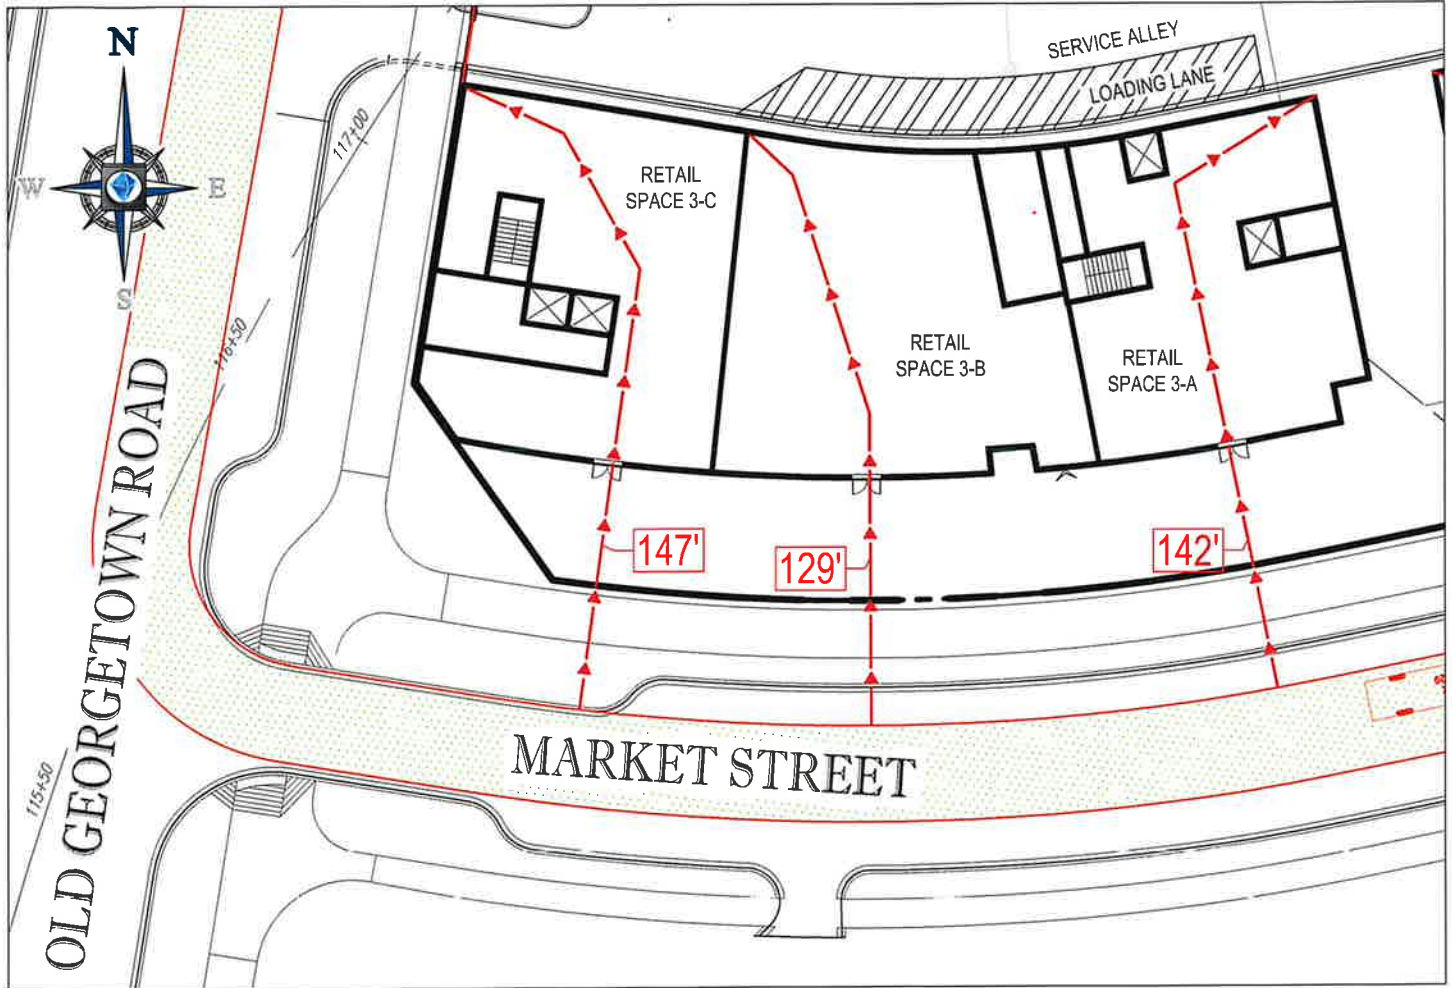 N
W
E
S
SERVICE ALLEY
LOADING LANE
117+00
RETAIL
SPACE 3-C
116+50
RETAIL
SPACE 3-B
RETAIL
SPACE 3-A
147'
129'
142'
MARKET STREET
OLD GEORGETOWN ROAD
115+50